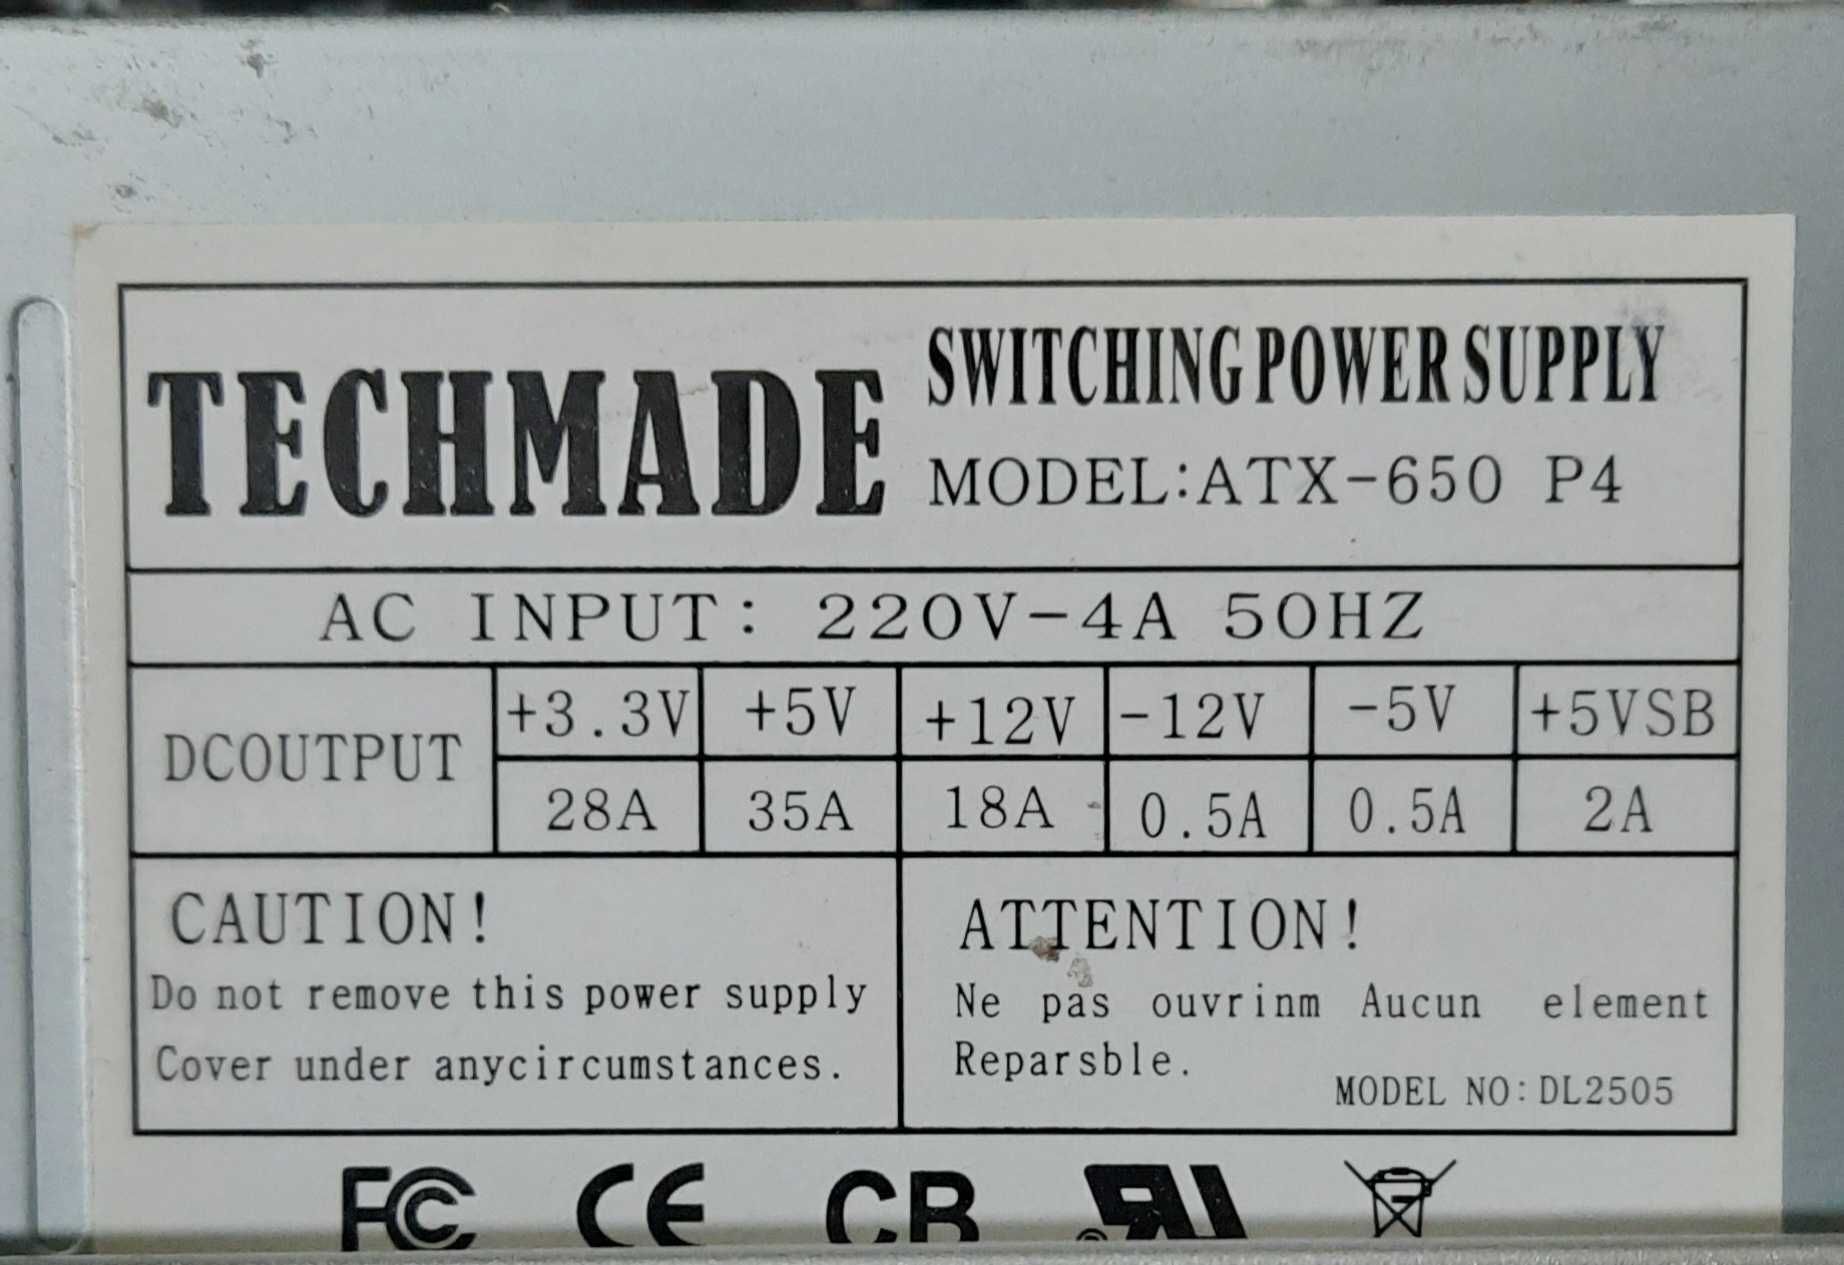 TECHMADE
SWITCHING POWER SUPPLY
MODEL:ATX-650 P4
AC INPUT: 220V-4A 50HZ
DCOUTPUT
+3.3V +5V +12V -12V -5V +5VSB
28A 35A 18A 0.5A 0.5A 2A
CAUTION!
Do not remove this power supply
Cover under anycircumstances.
ATTENTION!
Ne pas ouvrinm Aucun element
Reparsble.
MODEL NO:DL2505
FC CE CB